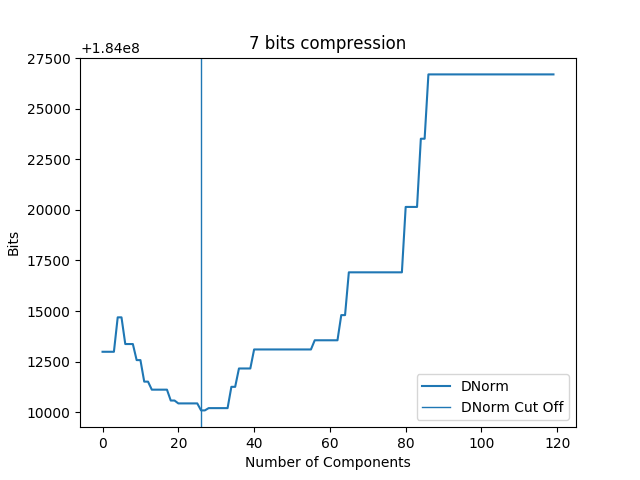 7 bits compression
+1.84e8
27500
25000
22500
20000
17500
15000
12500
10000
Bits
0 20 40 60 80 100 120
Number of Components
DNorm
DNorm Cut Off